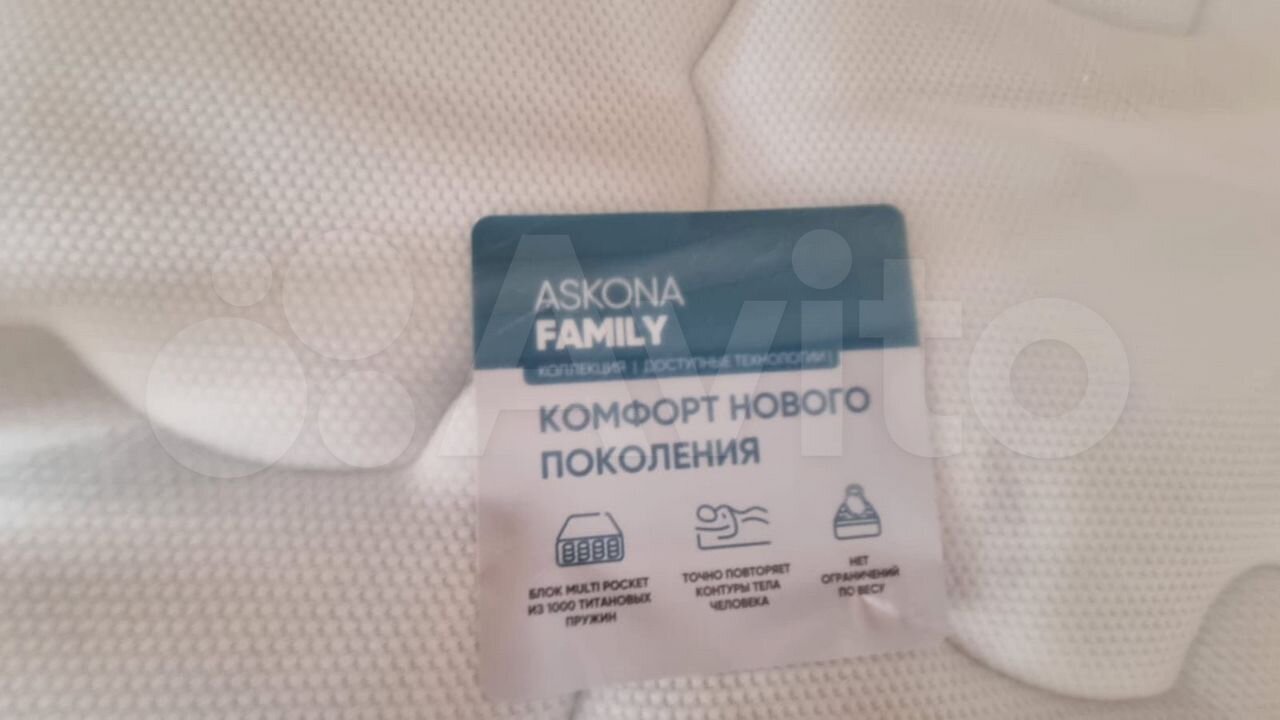 ASKONA
FAMILY
КОЛЛЕКЦИЯ | ДОСТУПНЫЕ ТЕХНОЛОГИИ |
КОМФОРТ НОВОГО
ПОКОЛЕНИЯ
БЛОК MULTI POCKET
ИЗ 1000 ТИТАНОВЫХ
ПРУЖИН
ТОЧНО ПОВТОРЯЕТ
КОНТУРЫ ТЕЛА
ЧЕЛОВЕКА
НЕТ
ОГРАНИЧЕНИЙ
ПО ВЕСУ
Avito